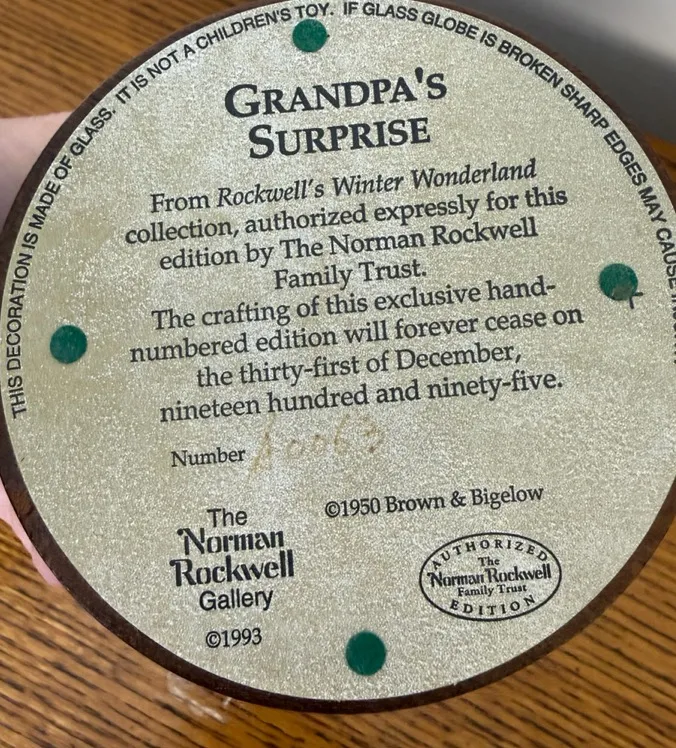 THIS DECORATION IS MADE OF GLASS. IT IS NOT A CHILDREN'S TOY. IF GLASS GLOBE IS BROKEN SHARP EDGES MAY CAUSE
GRANDPA'S
SURPRISE
From Rockwell's Winter Wonderland
collection, authorized expressly for this
edition by The Norman Rockwell
Family Trust.
The crafting of this exclusive hand-
numbered edition will forever cease on
the thirty-first of December,
nineteen hundred and ninety-five.
Number
©1950 Brown & Bigelow
The
Norman
Rockwell
Gallery
©1993
AUTHORIZED
The
Norman Rockwell
Family Trust
EDITION